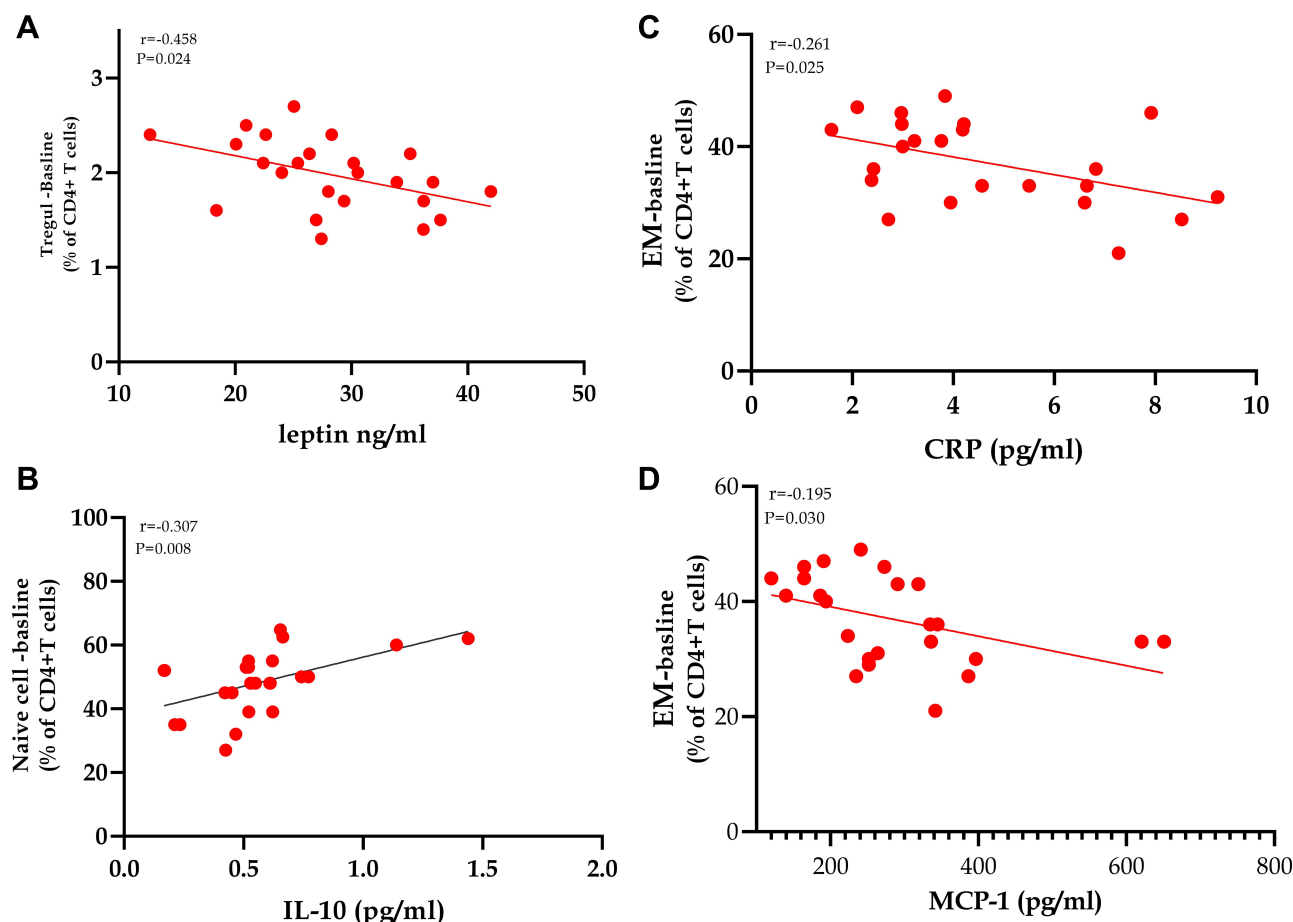 A
r=-0.458
P=0.024
Tregul -Basline
(% of CD4+ T cells)
3
2
1
0
10 20 30 40 50
leptin ng/ml
C
r=-0.261
P=0.025
EM-basline
(% of CD4+T cells)
60
40
20
0
0 2 4 6 8 10
CRP (pg/ml)
B
r=-0.307
P=0.008
Naive cell -basline
(% of CD4+T cells)
100
80
60
40
20
0
0.0 0.5 1.0 1.5 2.0
IL-10 (pg/ml)
D
r=-0.195
P=0.030
EM-basline
(% of CD4+T cells)
60
40
20
0
200 400 600 800
MCP-1 (pg/ml)